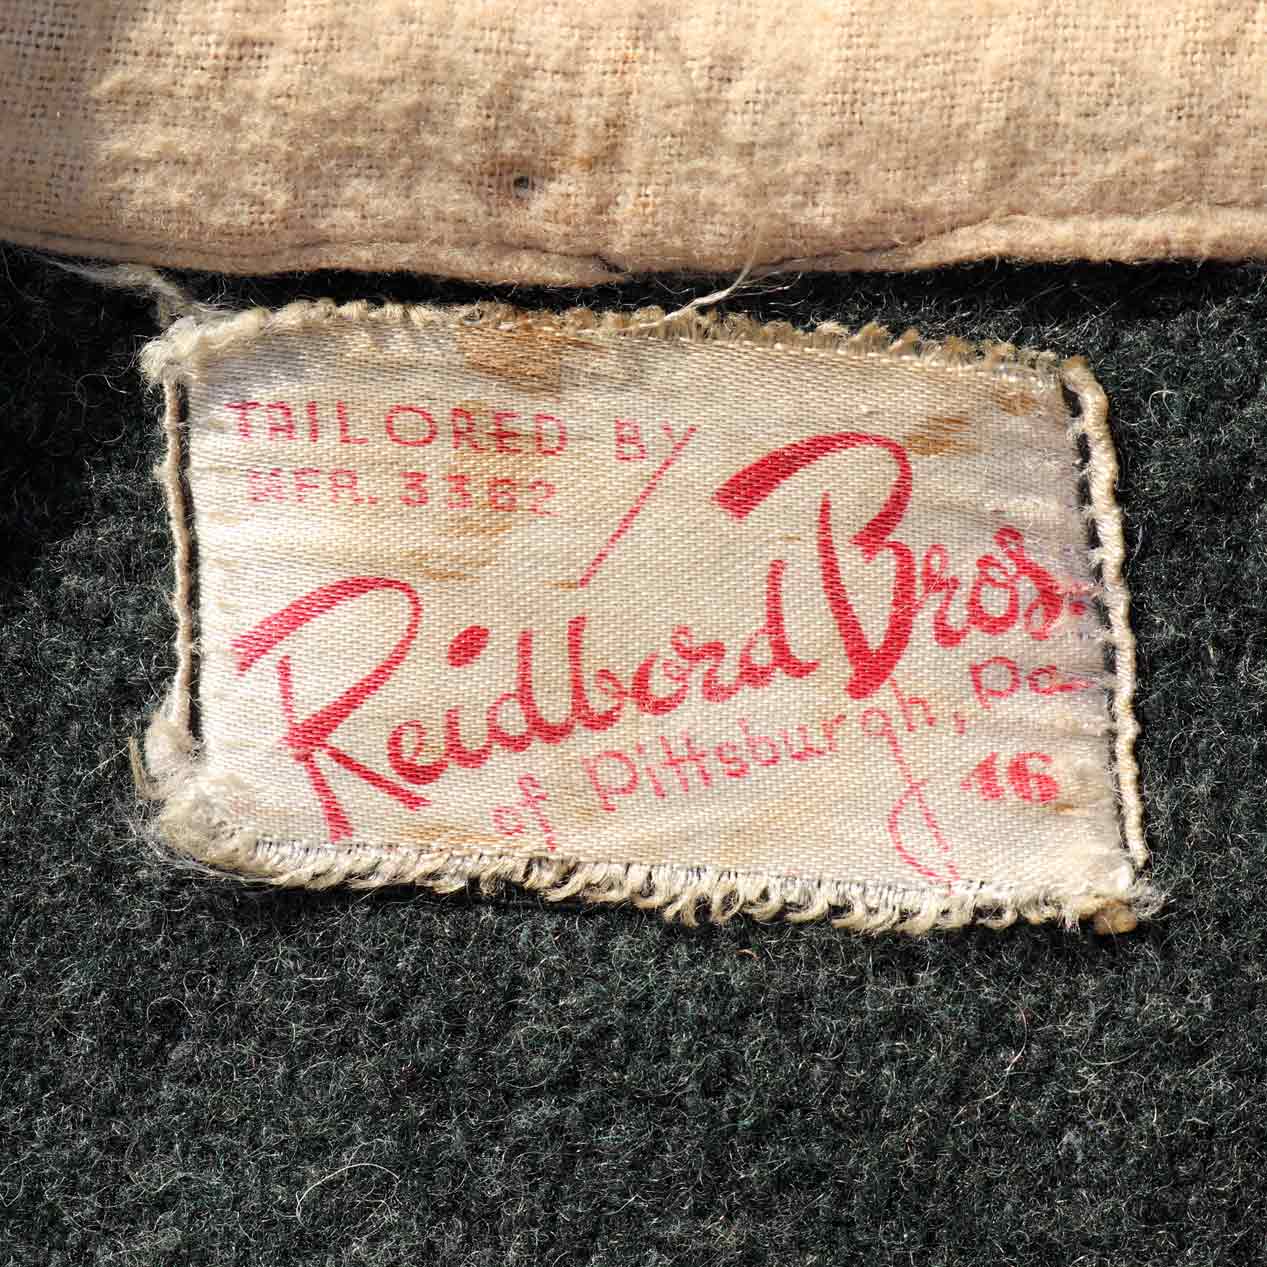 TAILORED BY
MFR. 3362
Reidbord Bros.
of Pittsburgh, Pa.
16